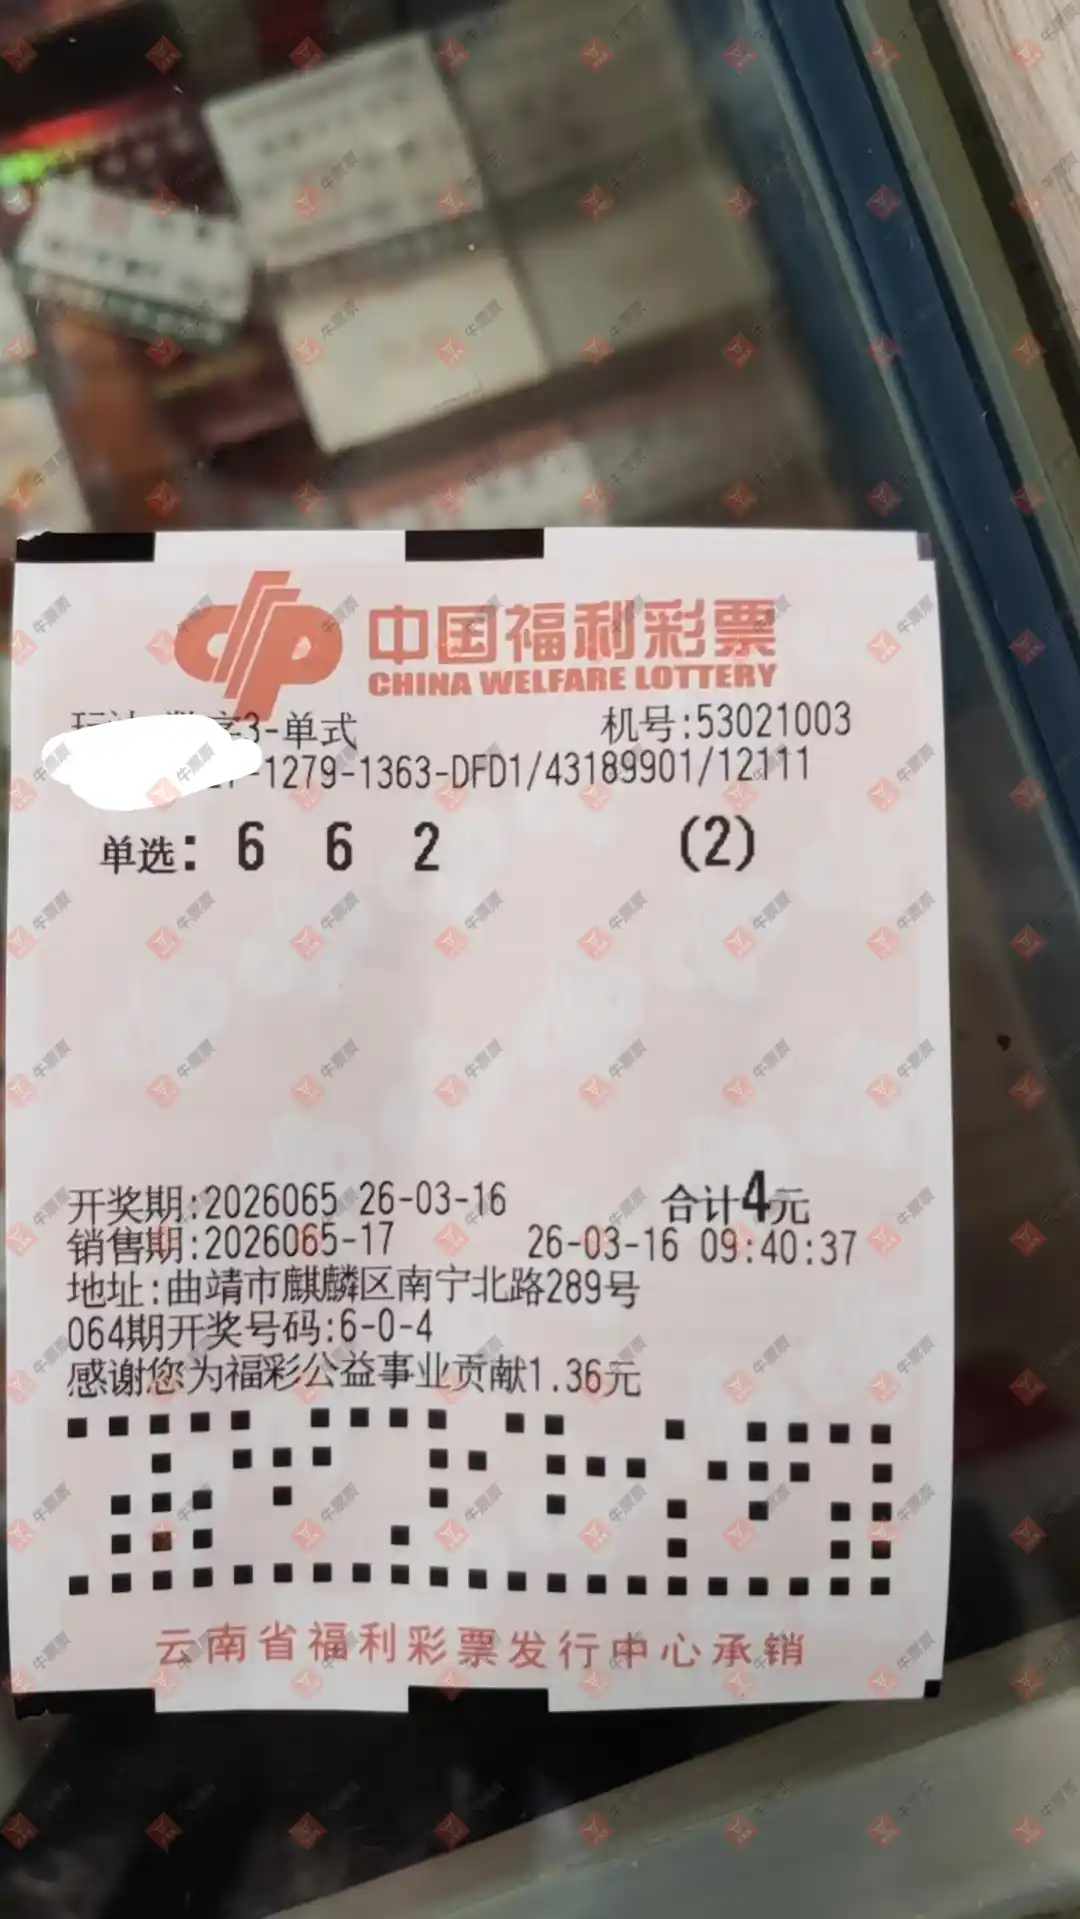 中国福利彩票
CHINA WELFARE LOTTERY
3-单式 机号:53021003
-1279-1363-DFD1/43189901/12111
单选: 6 6 2 (2)
开奖期:2026065 26-03-16 合计4元
销售期:2026065-17 26-03-16 09:40:37
地址:曲靖市麒麟区南宁北路289号
064期开奖号码:6-0-4
感谢您为福彩公益事业贡献1.36元
云南省福利彩票发行中心承销
牛票票